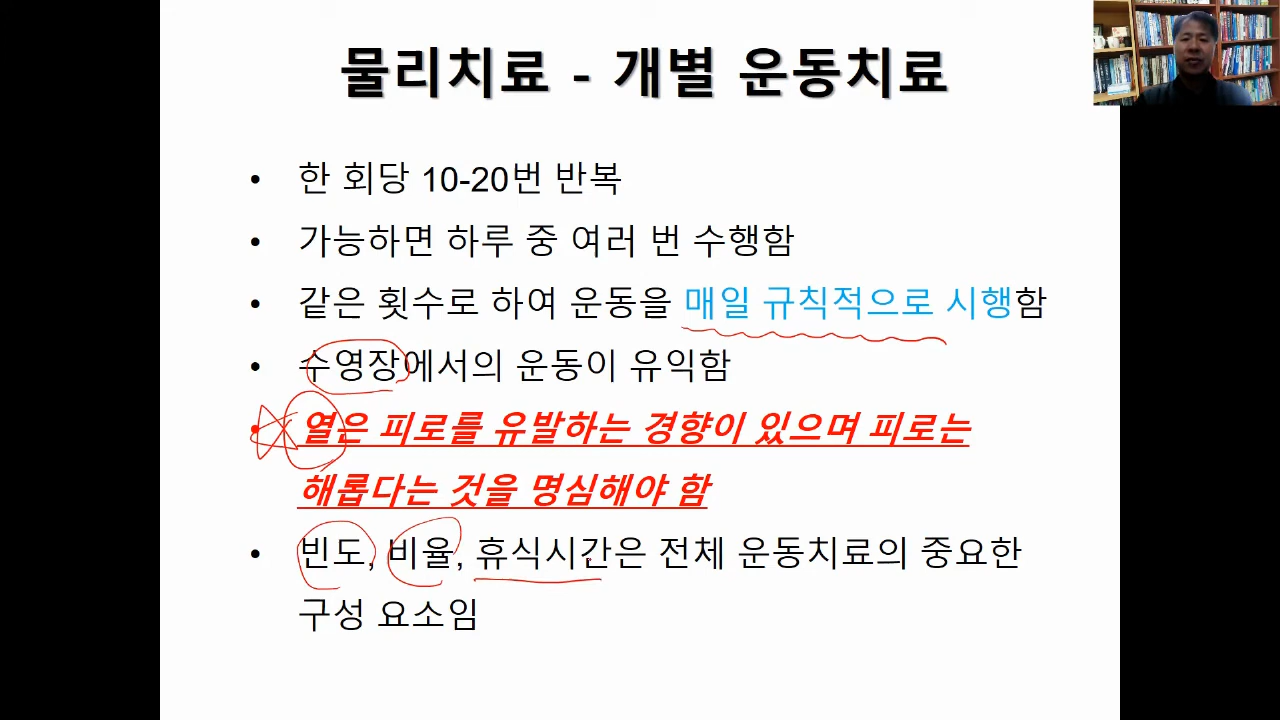 물리치료 - 개별 운동치료
• 한 회당 10-20번 반복
• 가능하면 하루 중 여러 번 수행함
• 같은 횟수로 하여 운동을 매일 규칙적으로 시행함
• 수영장에서의 운동이 유익함
• 열은 피로를 유발하는 경향이 있으며 피로는
해롭다는 것을 명심해야 함
• 빈도, 비율, 휴식시간은 전체 운동치료의 중요한
구성 요소임